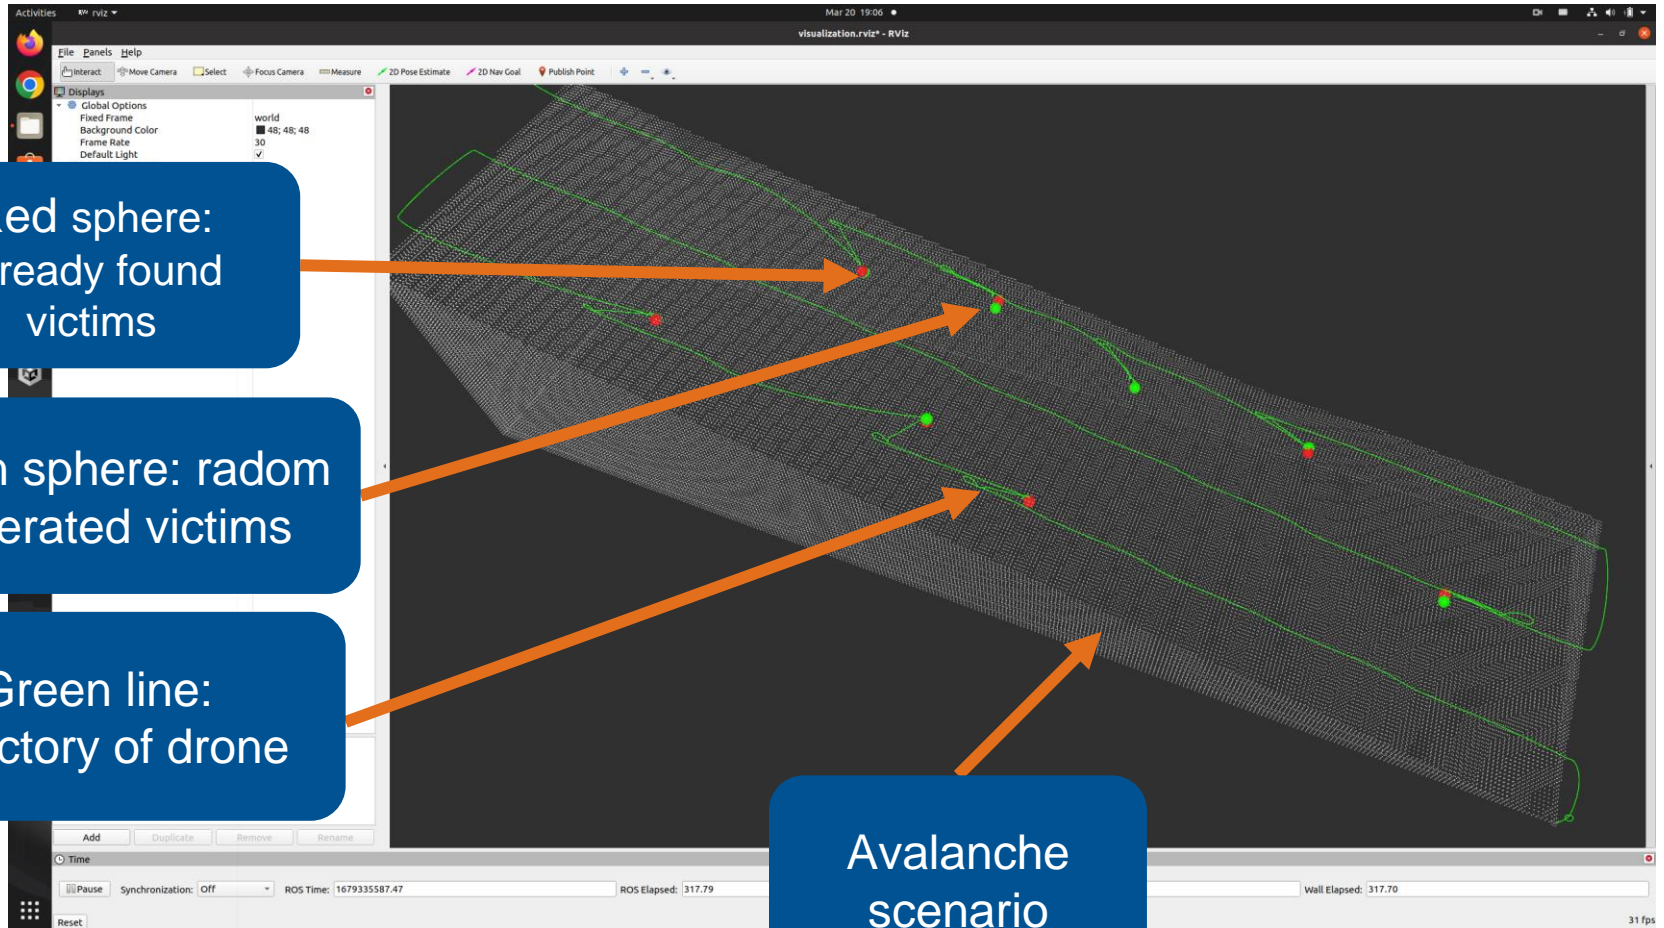 Activities rviz Mar 20 19:06
visualization.rviz* - RViz
File Panels Help
Interact Move Camera Select Focus Camera Measure 2D Pose Estimate 2D Nav Goal Publish Point
Displays
Global Options
Fixed Frame world
Background Color 48; 48; 48
Frame Rate 30
Default Light
ed sphere:
ready found
victims
n sphere: radom
erated victims
Green line:
ctory of drone
Avalanche
scenario
Add Duplicate Remove Rename
Time
Pause Synchronization: Off ROS Time: 1679335587.47 ROS Elapsed: 317.79 Wall Elapsed: 317.70
Reset 31 fps